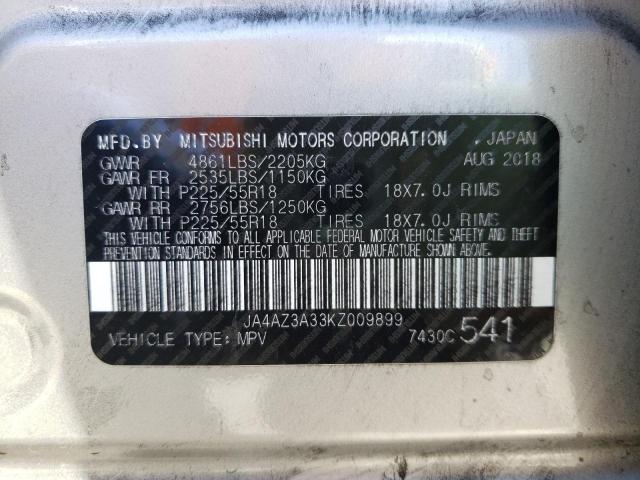 MFD.BY MITSUBISHI MOTORS CORPORATION .JAPAN
GVWR 4861LBS/2205KG AUG 2018
GAWR FR 2535LBS/1150KG
WITH P225/55R18 TIRES 18X7.0J RIMS
GAWR RR 2756LBS/1250KG
WITH P225/55R18 TIRES 18X7.0J RIMS
THIS VEHICLE CONFORMS TO ALL APPLICABLE FEDERAL MOTOR VEHICLE SAFETY AND THEFT
PREVENTION STANDARDS IN EFFECT ON THE DATE OF MANUFACTURE SHOWN ABOVE.
JA4AZ3A33KZ009899
VEHICLE TYPE: MPV 7430C 541